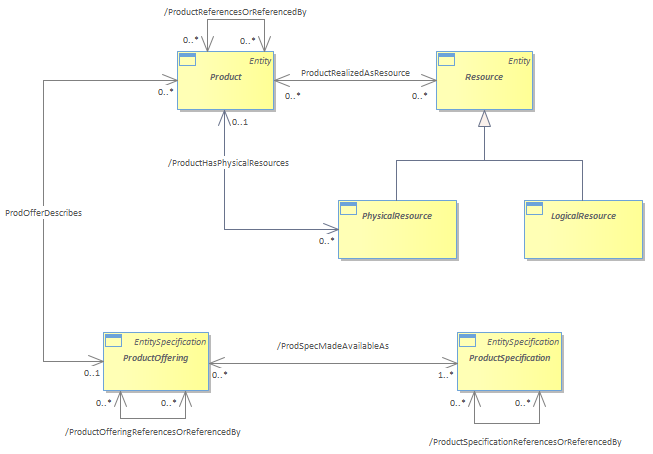 /ProductReferencesOrReferencedBy
0..*
0..*
Entity
Product
ProductRealizedAsResource
Entity
Resource
0..*
0..*
0..*
0..1
/ProductHasPhysicalResources
ProdOfferDescribes
PhysicalResource
LogicalResource
0..*
EntitySpecification
ProductOffering
/ProdSpecMadeAvailableAs
EntitySpecification
ProductSpecification
0..1
0..*
1..*
0..*
0..*
0..*
0..*
/ProductOfferingReferencesOrReferencedBy
/ProductSpecificationReferencesOrReferencedBy